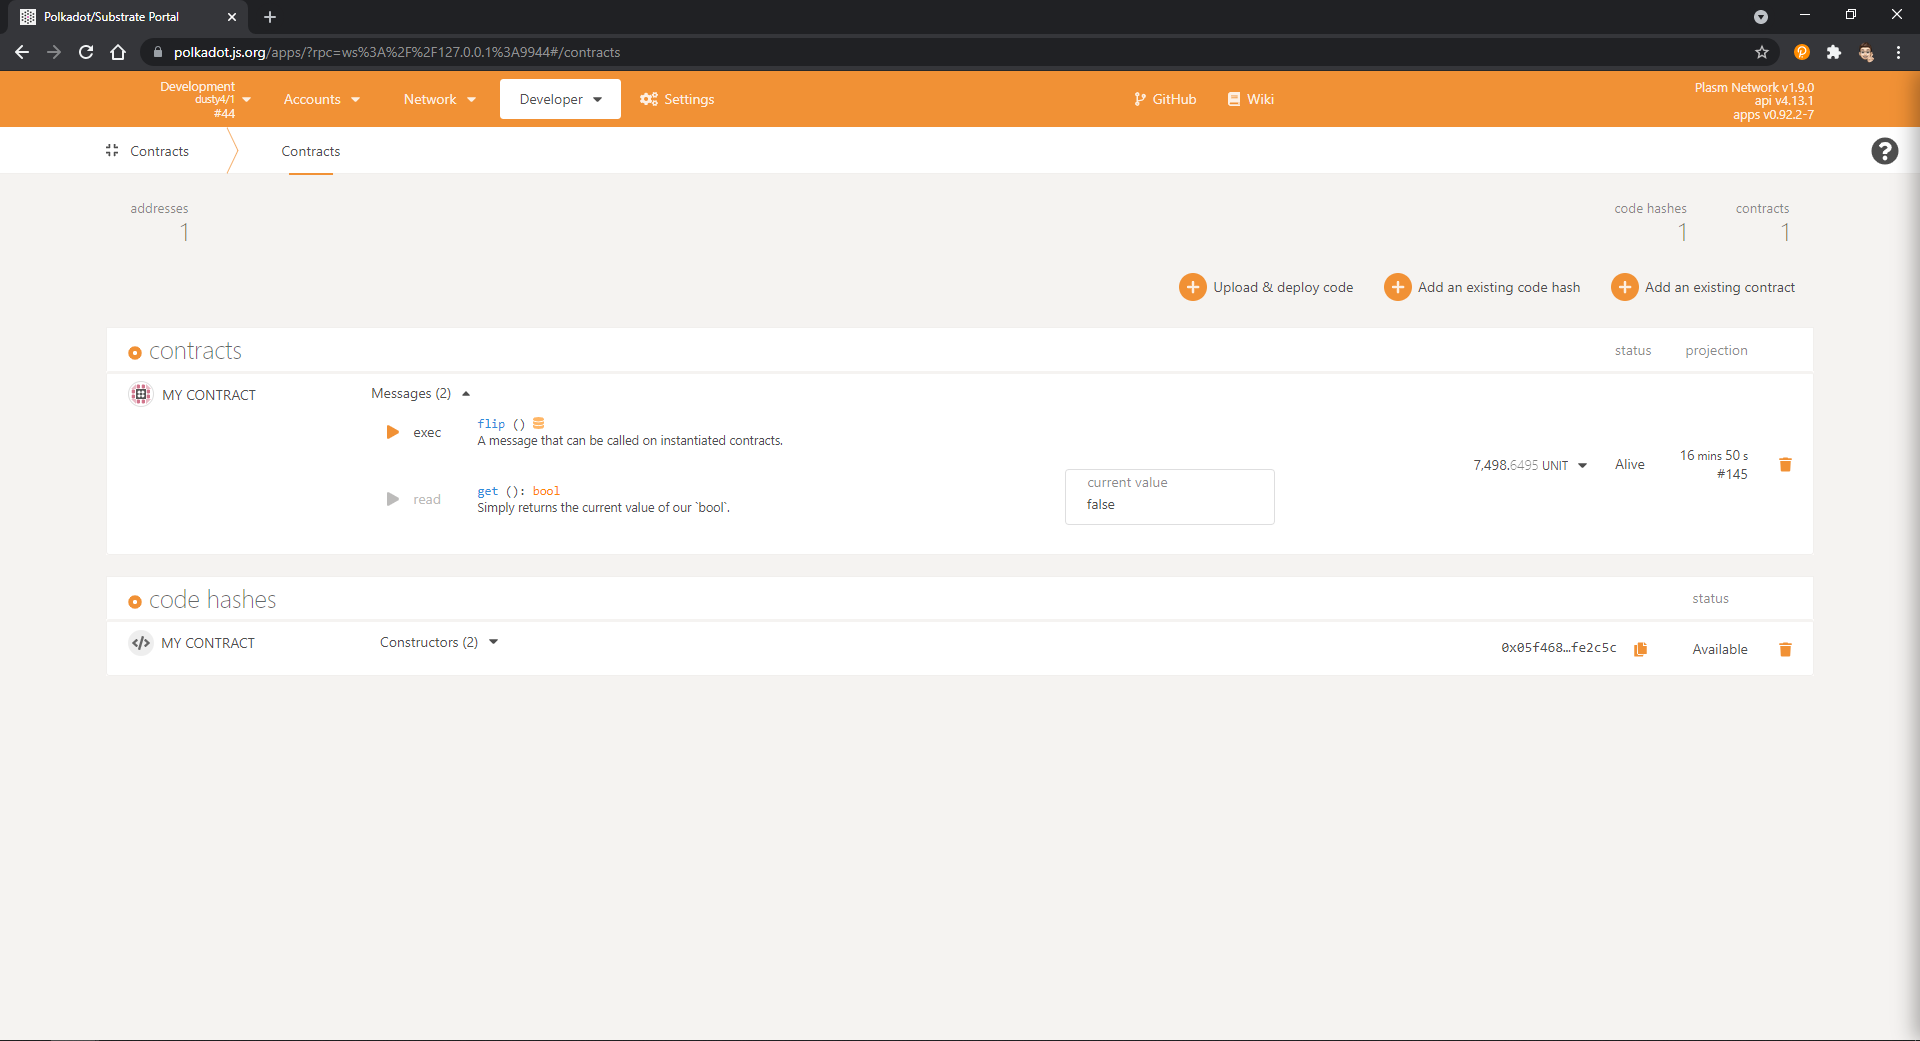 Polkadot/Substrate Portal
polkadot.js.org/apps/?rpc=ws%3A%2F%2F127.0.0.1%3A9944#/contracts
Development
dusty4/1
#44
Accounts
Network
Developer
Settings
GitHub
Wiki
Plasm Network v1.9.0
api v4.13.1
apps v0.92.2-7
Contracts
Contracts
addresses
1
code hashes
1
contracts
1
Upload & deploy code
Add an existing code hash
Add an existing contract
contracts
status
projection
MY CONTRACT
Messages (2)
exec
flip ()
A message that can be called on instantiated contracts.
read
get (): bool
Simply returns the current value of our `bool`.
current value
false
7,498.6495 UNIT
Alive
16 mins 50 s
#145
code hashes
status
MY CONTRACT
Constructors (2)
0x05f468…fe2c5c
Available